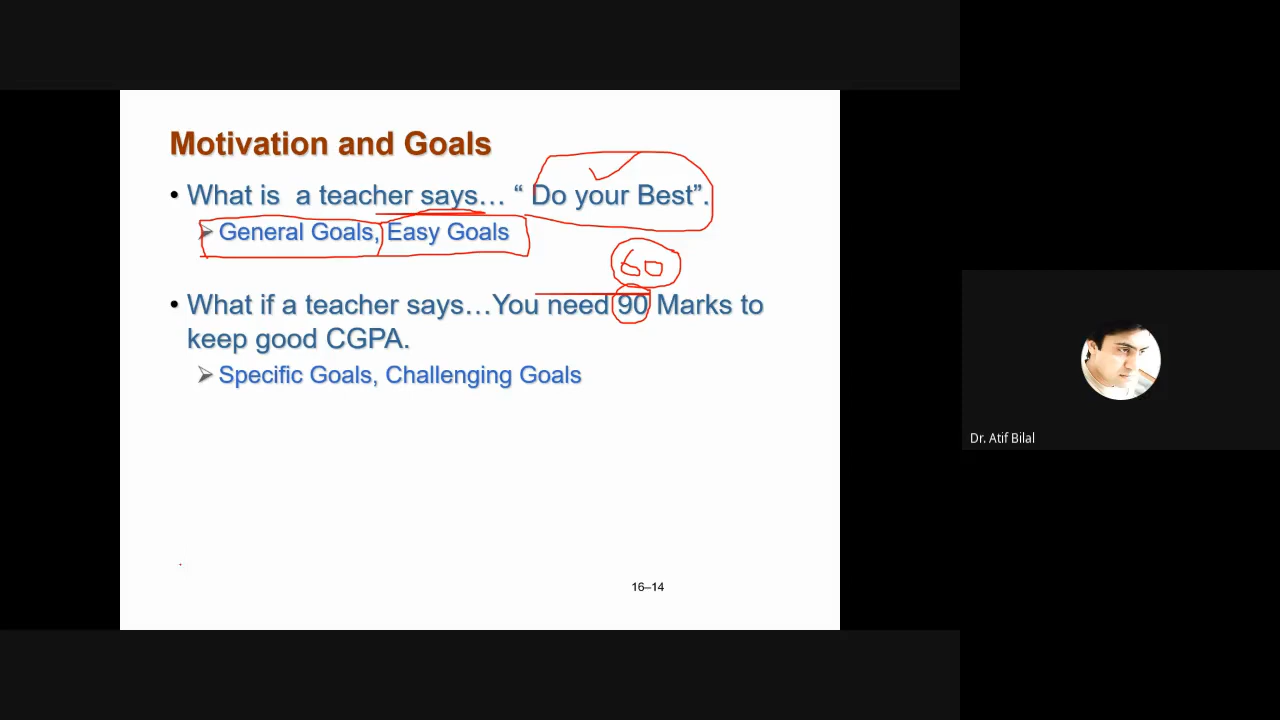 Motivation and Goals
• What is a teacher says… “ Do your Best”.
General Goals, Easy Goals
60
• What if a teacher says…You need 90 Marks to
keep good CGPA.
Specific Goals, Challenging Goals
16–14
Dr. Atif Bilal